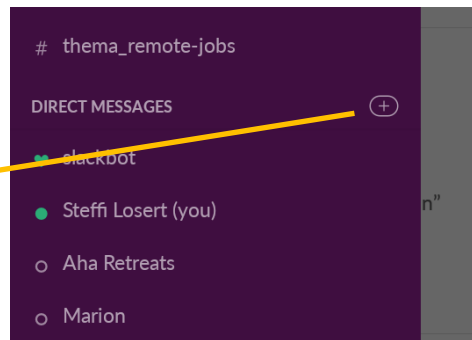 # thema_remote-jobs
DIRECT MESSAGES
slackbot
Steffi Losert (you)
n”
Aha Retreats
Marion